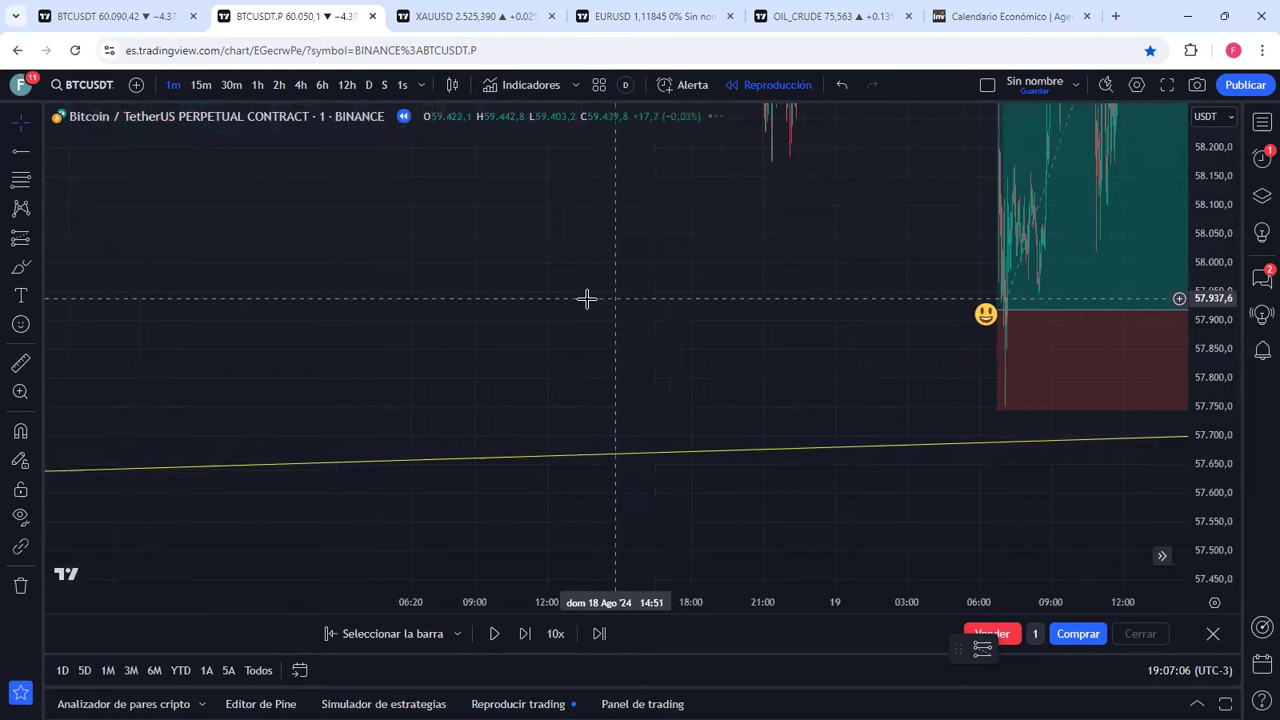 BTCUSDT 60.090,42 ▼ −4.37
BTCUSDT.P 60.050,1 ▼ −4.35
XAUUSD 2.525,390 ▲ +0.02
EURUSD 1,11845 0% Sin nom
OIL_CRUDE 75,563 ▲ +0.13
Calendario Económico | Age
es.tradingview.com/chart/EGecrwPe/?symbol=BINANCE%3ABTCUSDT.P
F 11 BTCUSDT. 1m 15m 30m 1h 2h 4h 6h 12h D S 1s Indicadores D Alerta Reproducción Sin nombre Publicar
Guardar
Bitcoin / TetherUS PERPETUAL CONTRACT · 1 · BINANCE O59.422,1 H59.442,8 L59.403,2 C59.439,8 +17,7 (+0,03%) USDT
58.200,0
58.150,0
58.100,0
58.050,0
58.000,0
57.937,6
57.900,0
57.850,0
57.800,0
57.750,0
57.700,0
57.650,0
57.600,0
57.550,0
57.500,0
57.450,0
06:20 09:00 12:00 dom 18 Ago '24 14:51 18:00 21:00 19 03:00 06:00 09:00 12:00
Seleccionar la barra 10x Vender 1 Comprar Cerrar
1D 5D 1M 3M 6M YTD 1A 5A Todos 19:07:06 (UTC-3)
Analizador de pares cripto Editor de Pine Simulador de estrategias Reproducir trading Panel de trading